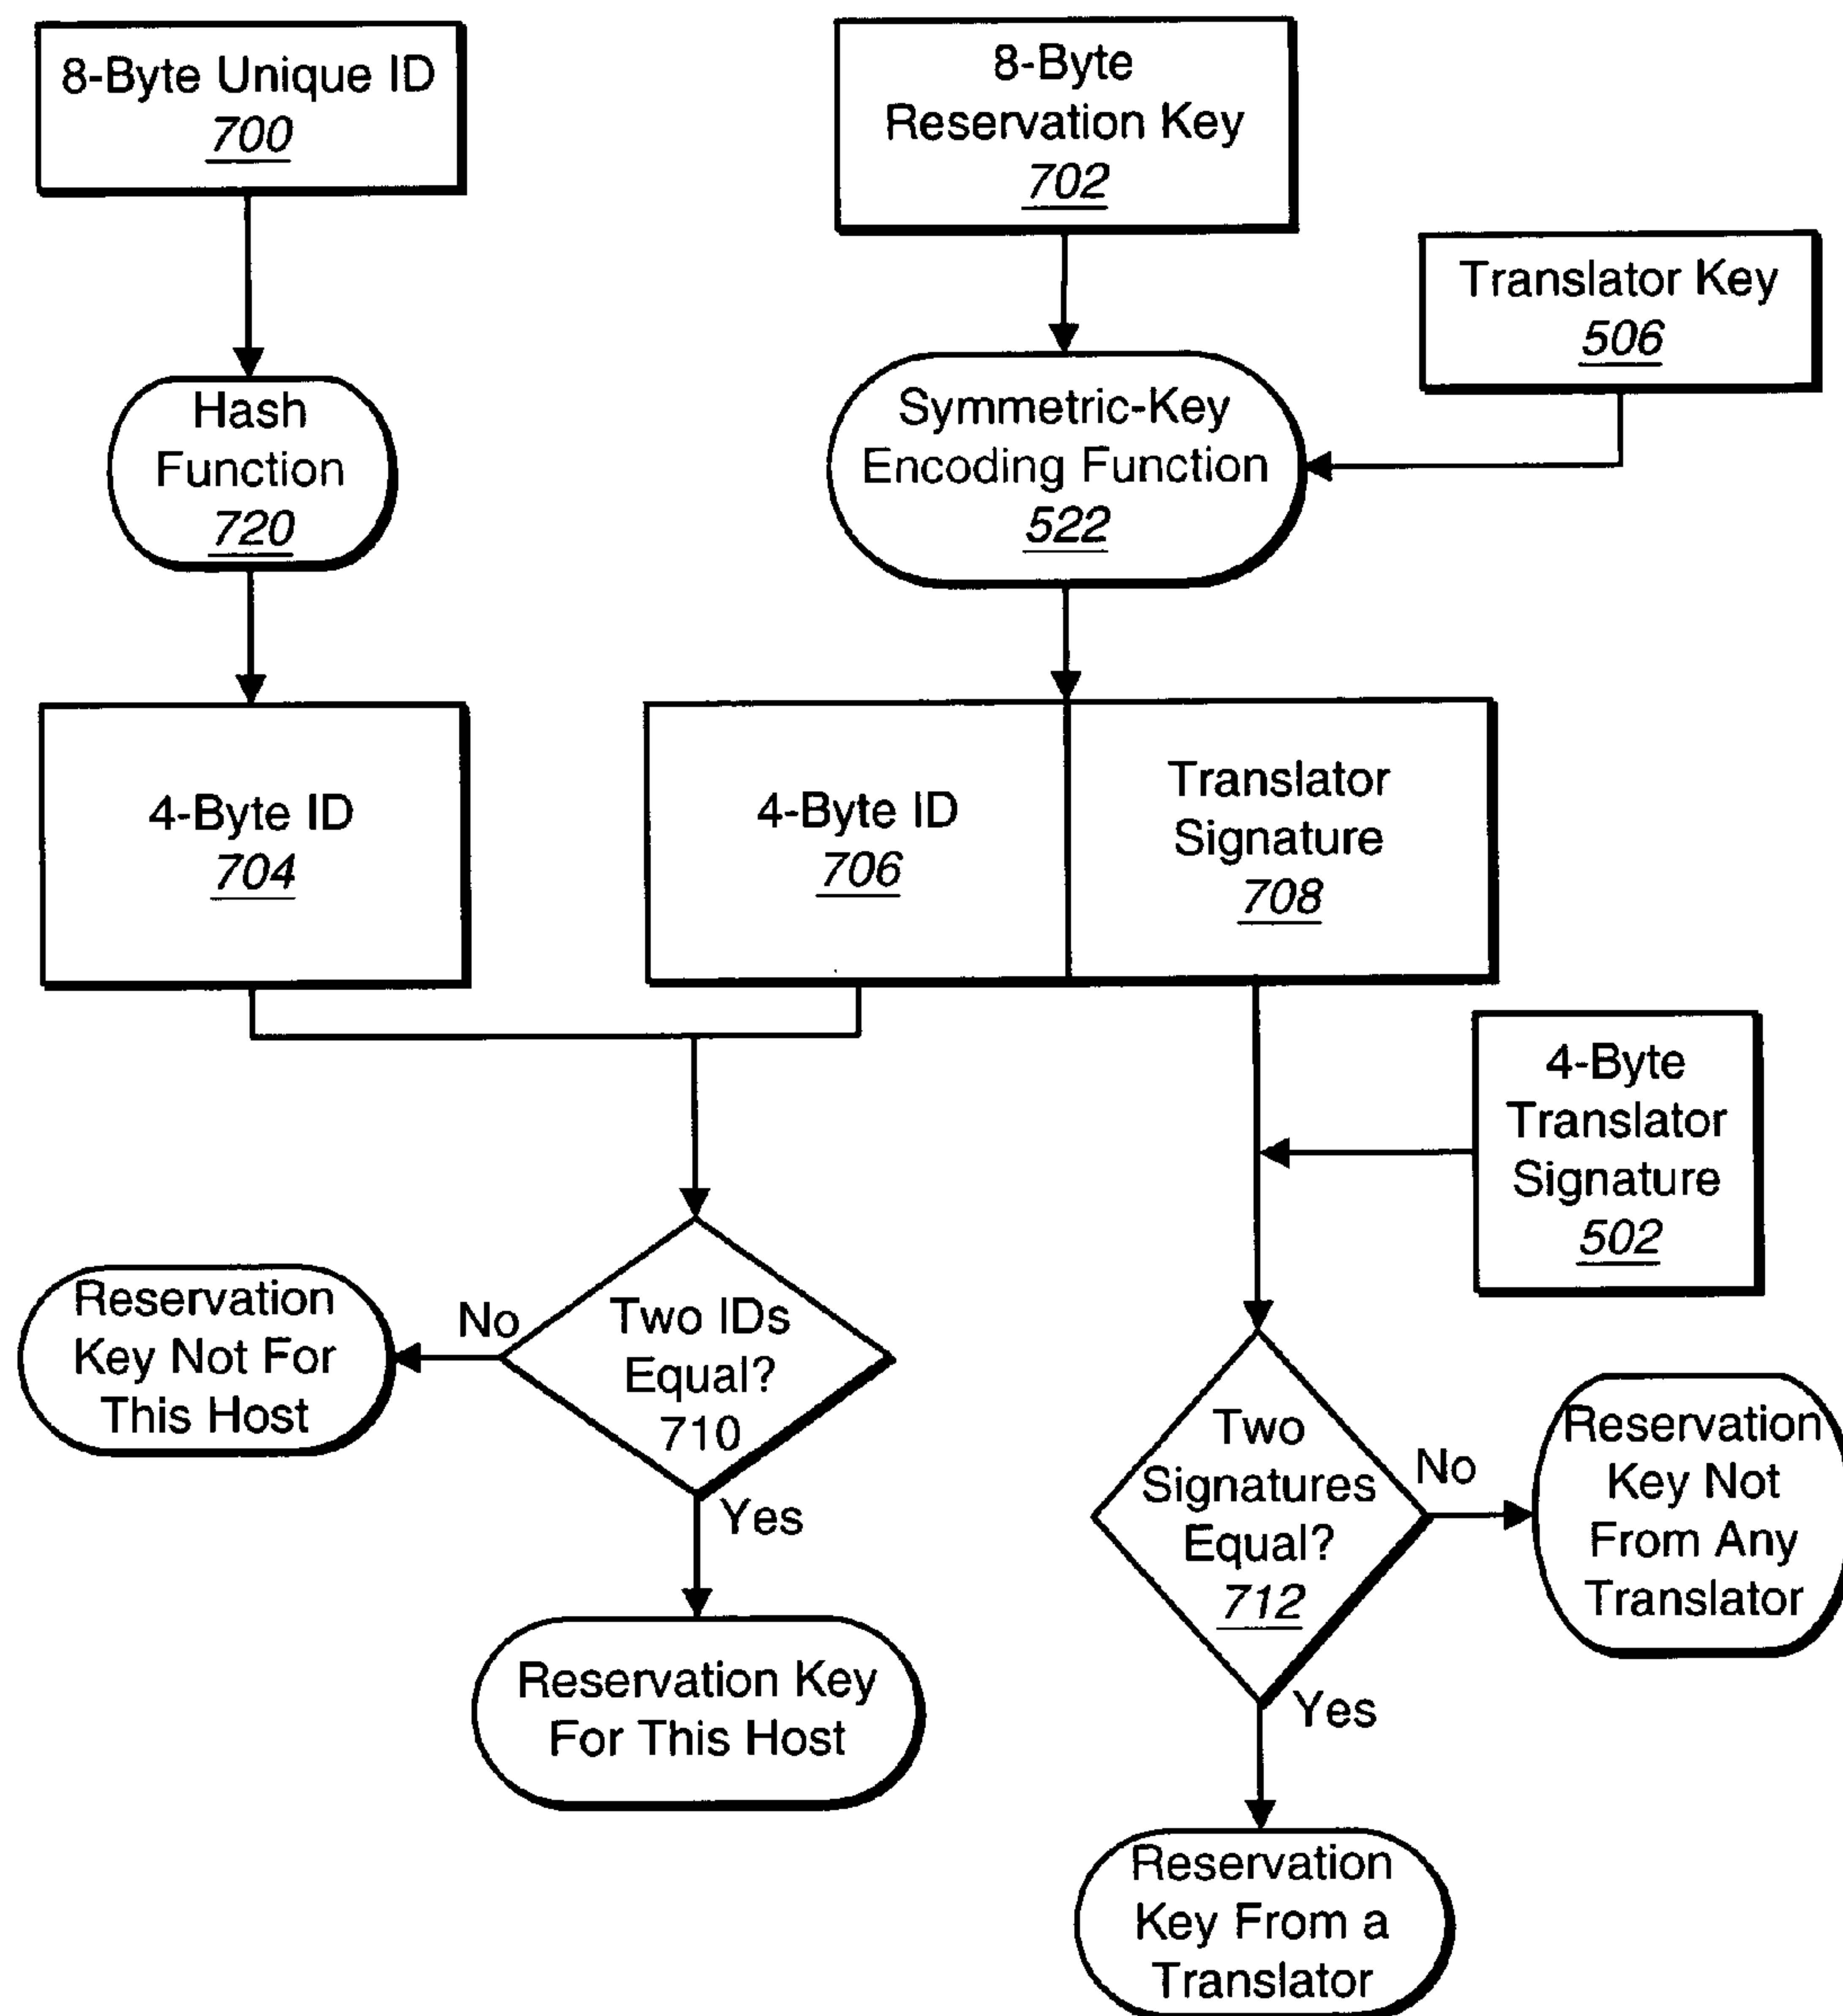 8-Byte Unique ID
700
8-Byte
Reservation Key
702
Translator Key
506
Hash
Function
720
Symmetric-Key
Encoding Function
522
4-Byte ID
704
4-Byte ID
706
Translator
Signature
708
4-Byte
Translator
Signature
502
Reservation
Key Not For
This Host
No
Two IDs
Equal?
710
Yes
Reservation Key
For This Host
Two
Signatures
Equal?
712
No
Reservation
Key Not
From Any
Translator
Yes
Reservation
Key From a
Translator